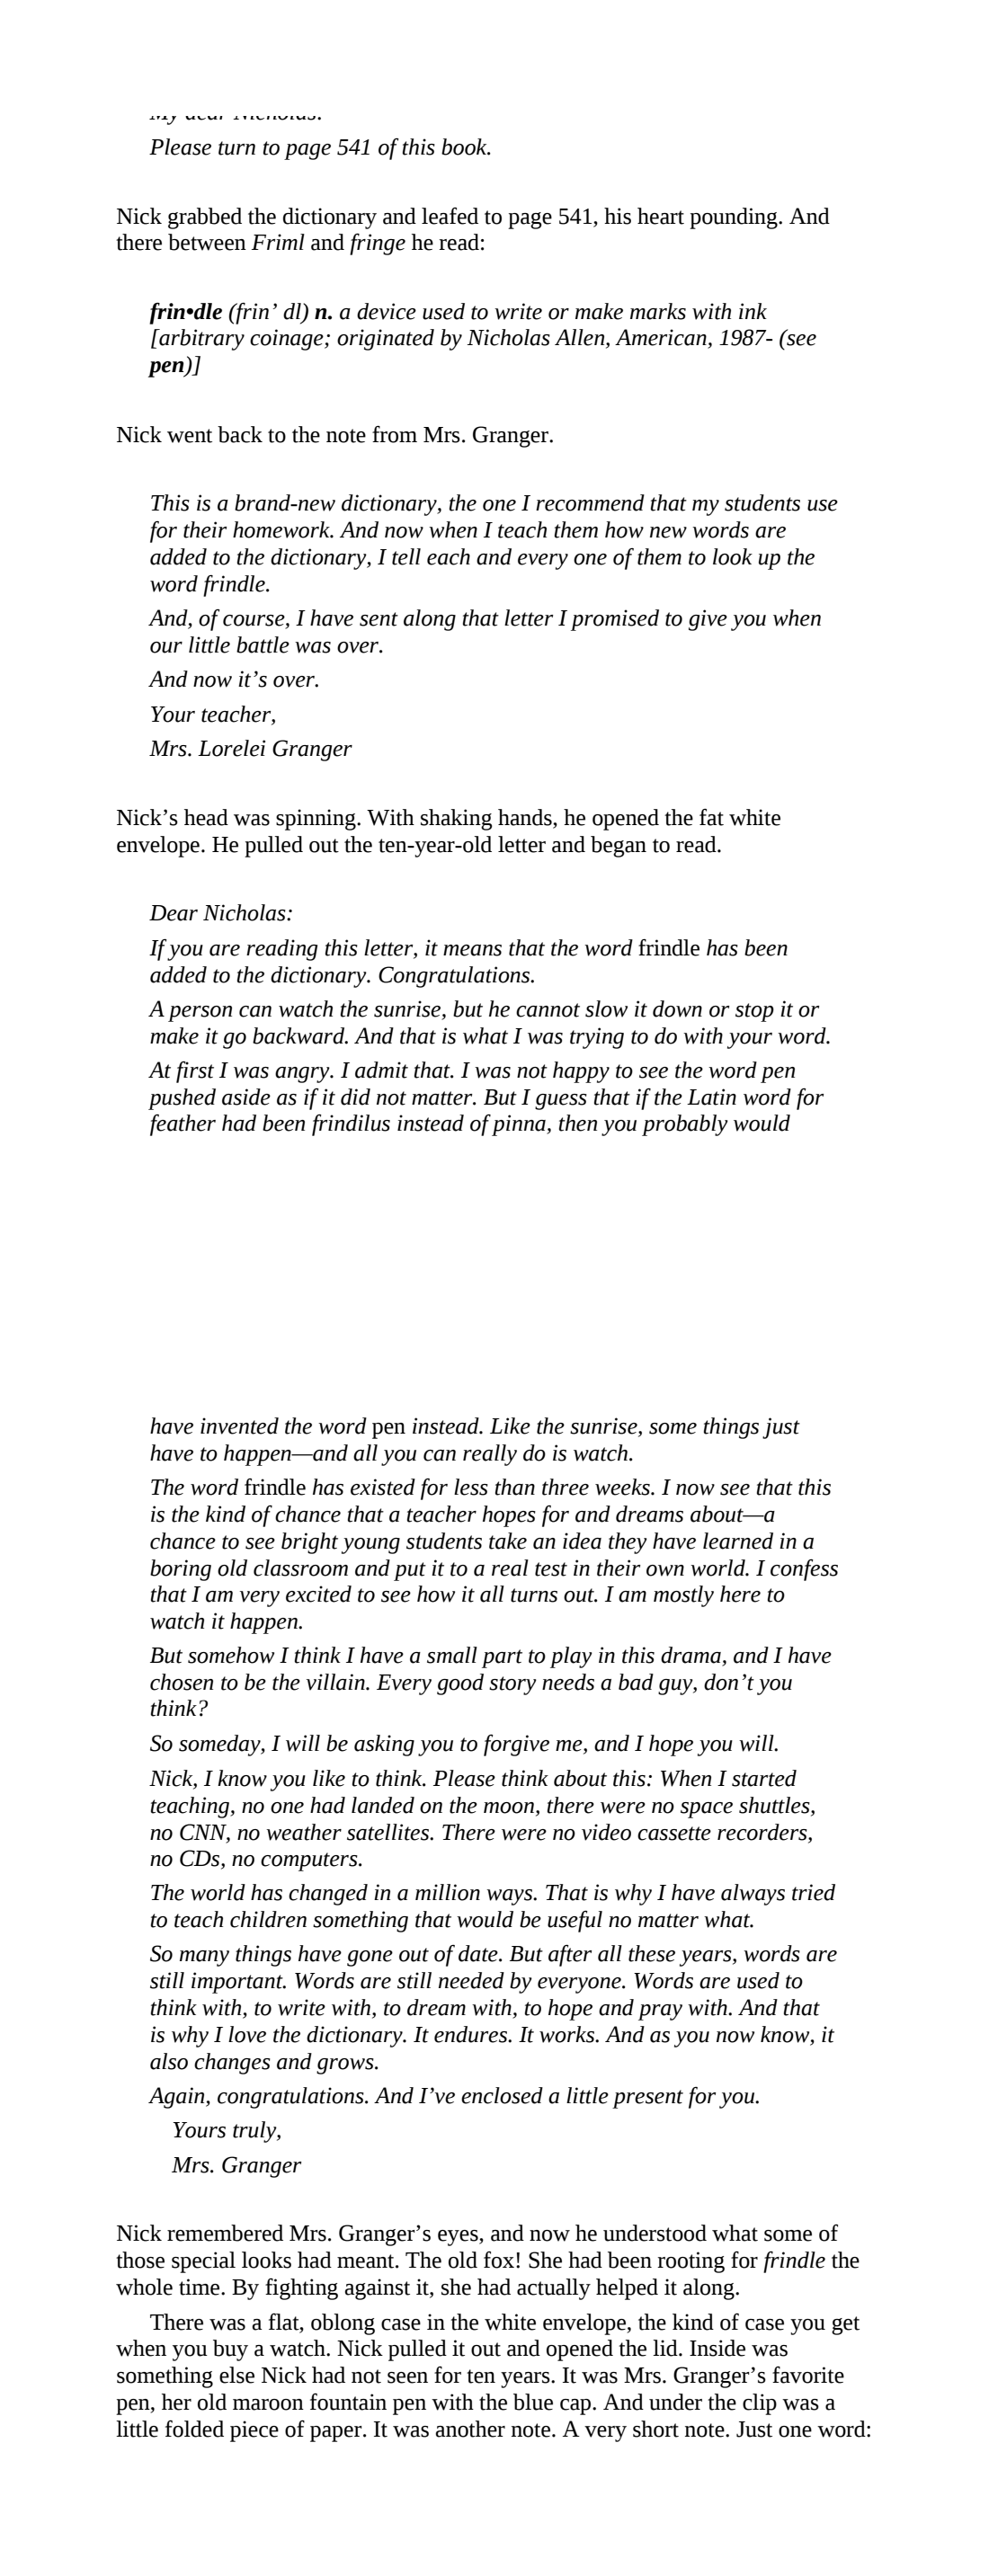 My dear Nicholas:
Please turn to page 541 of this book.
Nick grabbed the dictionary and leafed to page 541, his heart pounding. And
there between Friml and fringe he read:
frin•dle (frin’ dl) n. a device used to write or make marks with ink
[arbitrary coinage; originated by Nicholas Allen, American, 1987- (see
pen)]
Nick went back to the note from Mrs. Granger.
This is a brand-new dictionary, the one I recommend that my students use
for their homework. And now when I teach them how new words are
added to the dictionary, I tell each and every one of them to look up the
word frindle.
And, of course, I have sent along that letter I promised to give you when
our little battle was over.
And now it’s over.
Your teacher,
Mrs. Lorelei Granger
Nick’s head was spinning. With shaking hands, he opened the fat white
envelope. He pulled out the ten-year-old letter and began to read.
Dear Nicholas:
If you are reading this letter, it means that the word frindle has been
added to the dictionary. Congratulations.
A person can watch the sunrise, but he cannot slow it down or stop it or
make it go backward. And that is what I was trying to do with your word.
At first I was angry. I admit that. I was not happy to see the word pen
pushed aside as if it did not matter. But I guess that if the Latin word for
feather had been frindilus instead of pinna, then you probably would
have invented the word pen instead. Like the sunrise, some things just
have to happen—and all you can really do is watch.
The word frindle has existed for less than three weeks. I now see that this
is the kind of chance that a teacher hopes for and dreams about—a
chance to see bright young students take an idea they have learned in a
boring old classroom and put it to a real test in their own world. I confess
that I am very excited to see how it all turns out. I am mostly here to
watch it happen.
But somehow I think I have a small part to play in this drama, and I have
chosen to be the villain. Every good story needs a bad guy, don’t you
think?
So someday, I will be asking you to forgive me, and I hope you will.
Nick, I know you like to think. Please think about this: When I started
teaching, no one had landed on the moon, there were no space shuttles,
no CNN, no weather satellites. There were no video cassette recorders,
no CDs, no computers.
The world has changed in a million ways. That is why I have always tried
to teach children something that would be useful no matter what.
So many things have gone out of date. But after all these years, words are
still important. Words are still needed by everyone. Words are used to
think with, to write with, to dream with, to hope and pray with. And that
is why I love the dictionary. It endures. It works. And as you now know, it
also changes and grows.
Again, congratulations. And I’ve enclosed a little present for you.
Yours truly,
Mrs. Granger
Nick remembered Mrs. Granger’s eyes, and now he understood what some of
those special looks had meant. The old fox! She had been rooting for frindle the
whole time. By fighting against it, she had actually helped it along.
There was a flat, oblong case in the white envelope, the kind of case you get
when you buy a watch. Nick pulled it out and opened the lid. Inside was
something else Nick had not seen for ten years. It was Mrs. Granger’s favorite
pen, her old maroon fountain pen with the blue cap. And under the clip was a
little folded piece of paper. It was another note. A very short note. Just one word: